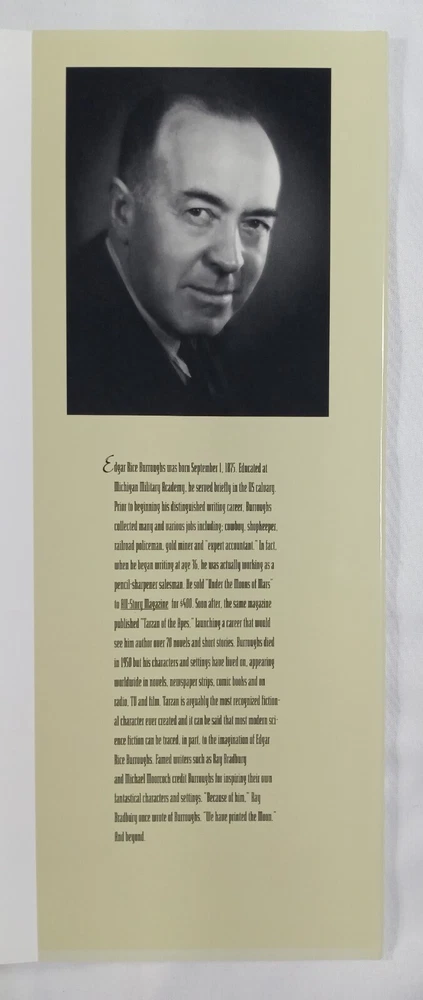 Edgar Rice Burroughs was born September 1, 1875. Educated at
Michigan Military Academy, he served briefly in the US calvary.
Prior to beginning his distinguished writing career, Burroughs
collected many and various jobs including; cowboy, shopkeeper,
railroad policeman, gold miner and "expert accountant." In fact,
when he began writing at age 36, he was actually working as a
pencil-sharpener salesman. He sold "Under the Moons of Mars"
to All-Story Magazine for $400. Soon after, the same magazine
published "Tarzan of the Apes," launching a career that would
see him author over 70 novels and short stories. Burroughs died
in 1950 but his characters and settings have lived on, appearing
worldwide in novels, newspaper strips, comic books and on
radio, TV and film. Tarzan is arguably the most recognized fiction-
al character ever created and it can be said that most modern sci-
ence fiction can be traced, in part, to the imagination of Edgar
Rice Burroughs. Famed writers such as Ray Bradbury
and Michael Moorcock credit Burroughs for inspiring their own
fantastical characters and settings. "Because of him," Ray
Bradbury once wrote of Burroughs, "We have printed the Moon."
And beyond.